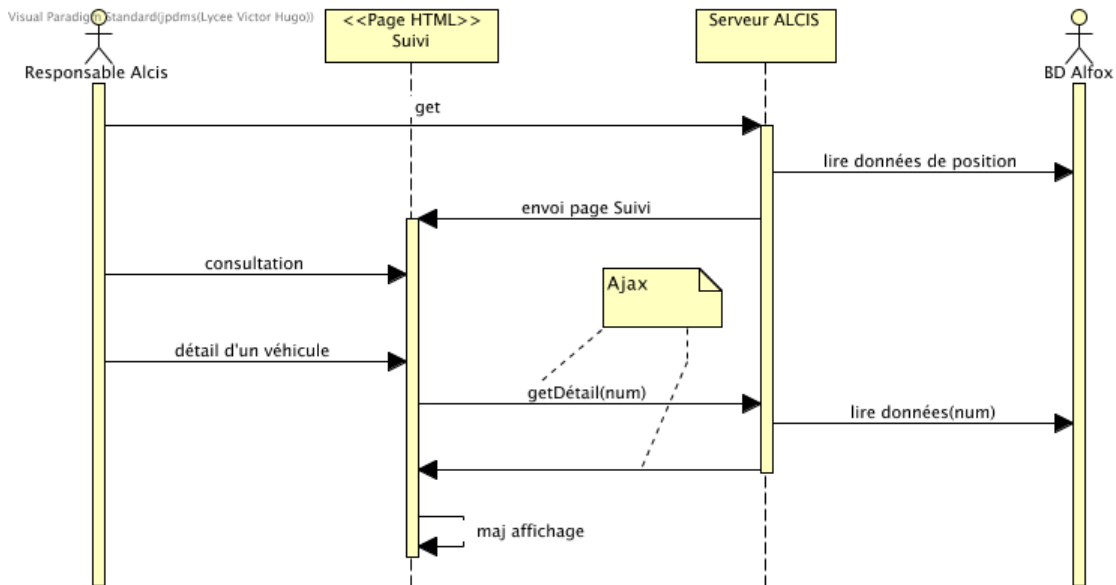 Visual Paradigm Standard(jpdms(Lycee Victor Hugo))
<<Page HTML>>
Suivi
Serveur ALCIS
Responsable Alcis
BD Alfox
get
lire données de position
envoi page Suivi
consultation
Ajax
détail d'un véhicule
getDétail(num)
lire données(num)
maj affichage